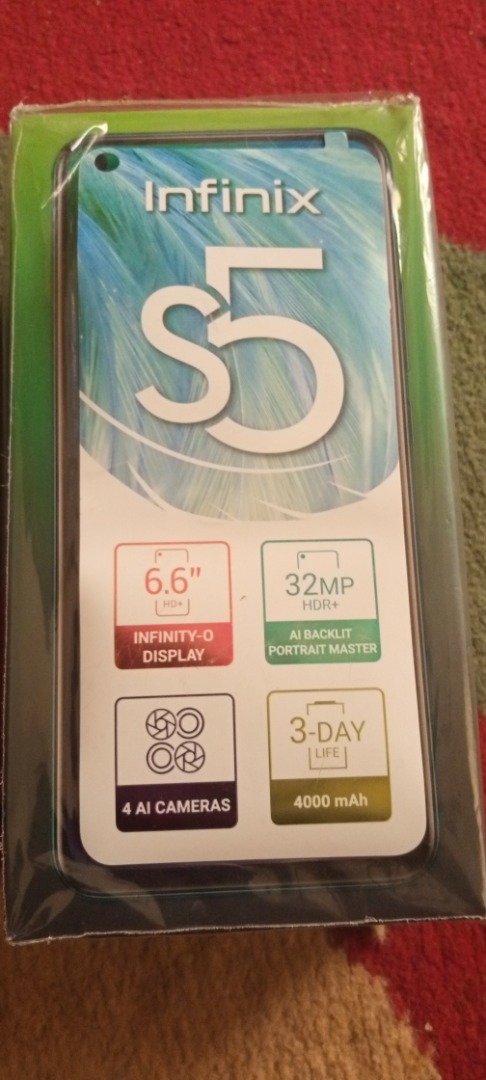 Infinix
S5
6.6"
HD+
INFINITY-O
DISPLAY
32MP
HDR+
AI BACKLIT
PORTRAIT MASTER
4 AI CAMERAS
3-DAY
LIFE
4000 mAh